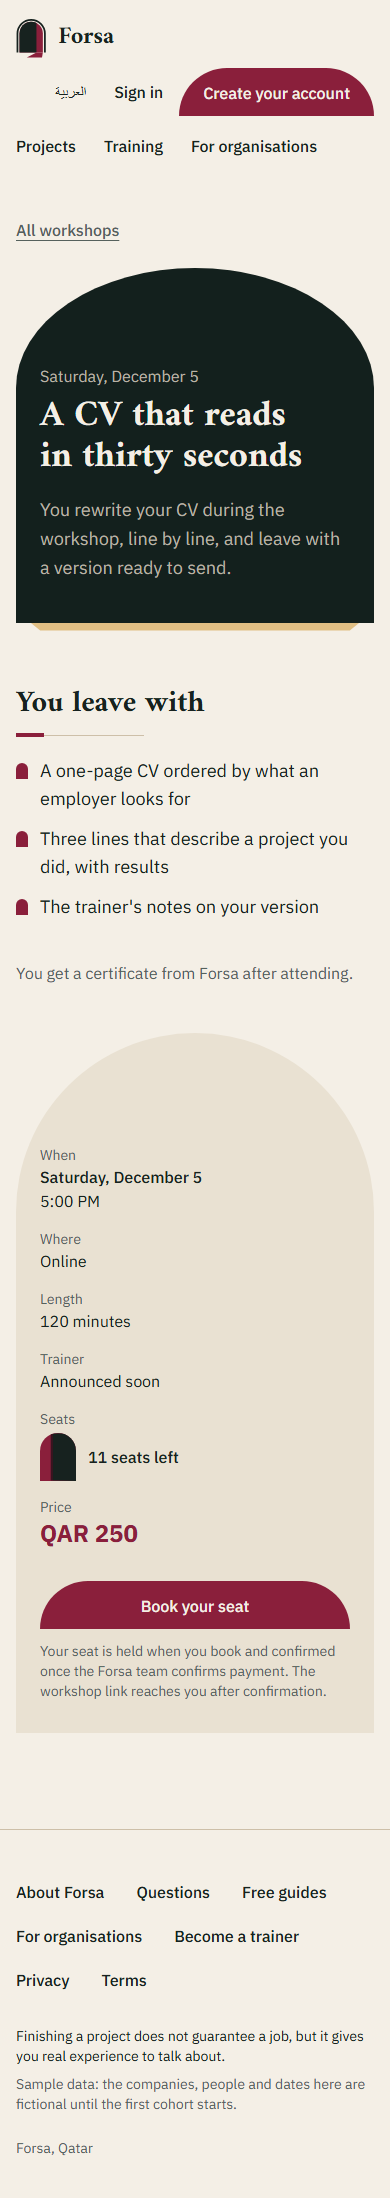 Forsa
العربية
Sign in
Create your account
Projects
Training
For organisations
All workshops
Saturday, December 5
A CV that reads
in thirty seconds
You rewrite your CV during the
workshop, line by line, and leave with
a version ready to send.
You leave with
A one-page CV ordered by what an
employer looks for
Three lines that describe a project you
did, with results
The trainer's notes on your version
You get a certificate from Forsa after attending.
When
Saturday, December 5
5:00 PM
Where
Online
Length
120 minutes
Trainer
Announced soon
Seats
11 seats left
Price
QAR 250
Book your seat
Your seat is held when you book and confirmed
once the Forsa team confirms payment. The
workshop link reaches you after confirmation.
About Forsa
Questions
Free guides
For organisations
Become a trainer
Privacy
Terms
Finishing a project does not guarantee a job, but it gives
you real experience to talk about.
Sample data: the companies, people and dates here are
fictional until the first cohort starts.
Forsa, Qatar